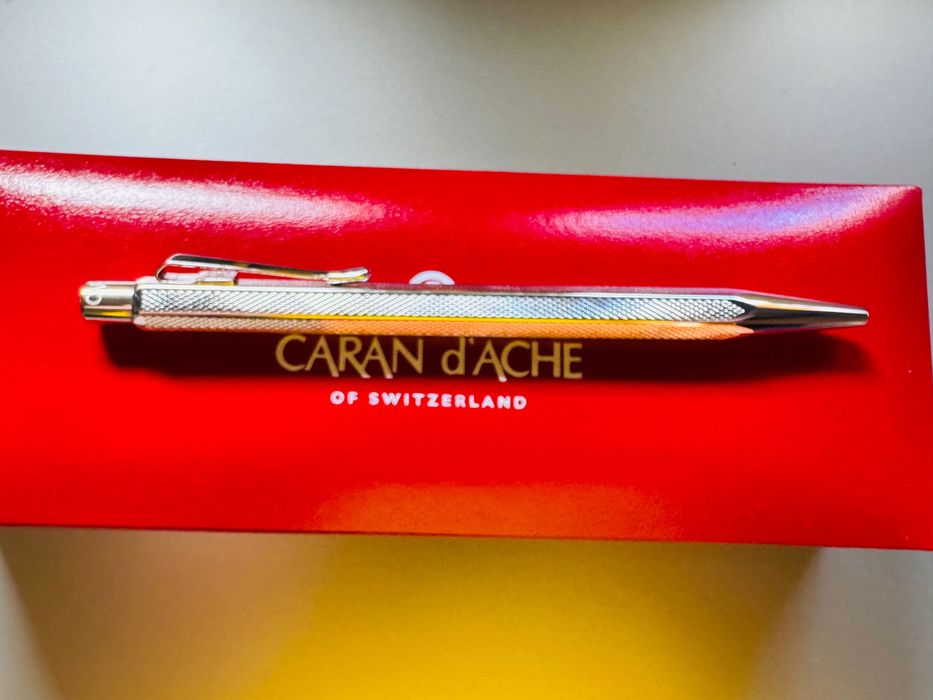 CARAN d'ACHE
OF SWITZERLAND